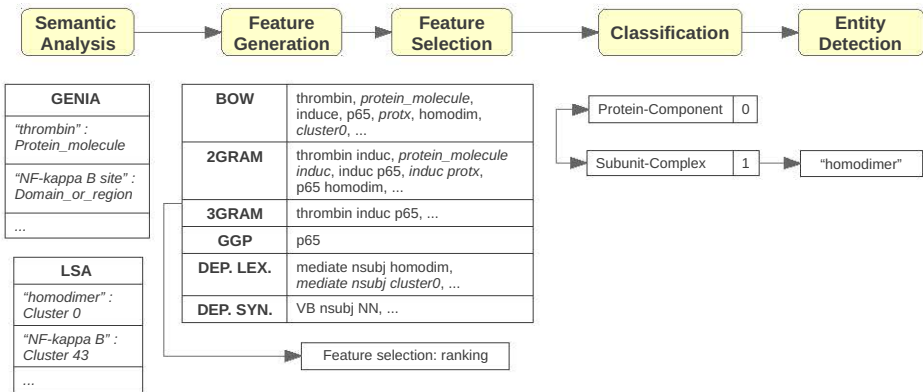 Semantic
Analysis
Feature
Generation
Feature
Selection
Classification
Entity
Detection
GENIA
“thrombin” :
Protein_molecule
“NF-kappa B site” :
Domain_or_region
...
LSA
“homodimer” :
Cluster 0
“NF-kappa B” :
Cluster 43
...
BOW
thrombin, protein_molecule,
induce, p65, protx, homodim,
cluster0, ...
2GRAM
thrombin induc, protein_molecule
induc, induc p65, induc protx,
p65 homodim, ...
3GRAM
thrombin induc p65, ...
GGP
p65
DEP. LEX.
mediate nsubj homodim,
mediate nsubj cluster0, ...
DEP. SYN.
VB nsubj NN, ...
Feature selection: ranking
Protein-Component 0
Subunit-Complex 1
“homodimer”